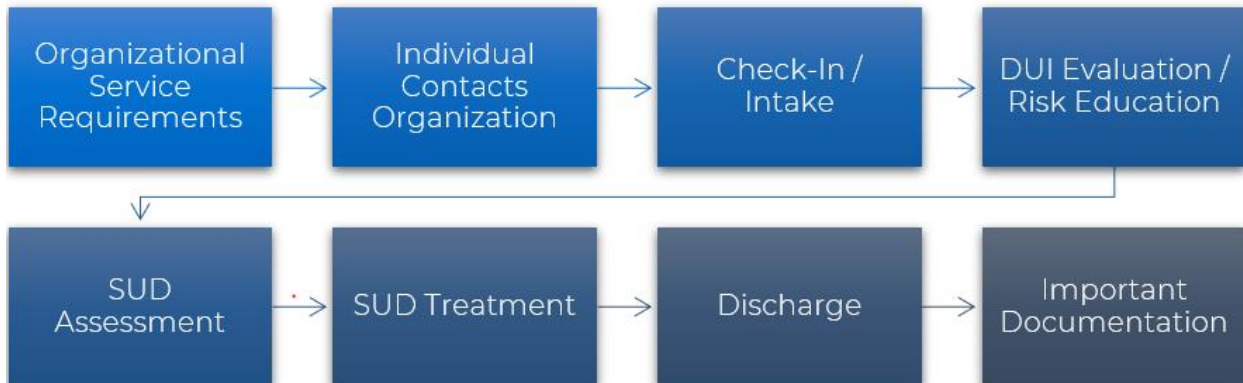 Organizational
Service
Requirements
Individual
Contacts
Organization
Check-In /
Intake
DUI Evaluation /
Risk Education
SUD
Assessment
SUD Treatment
Discharge
Important
Documentation